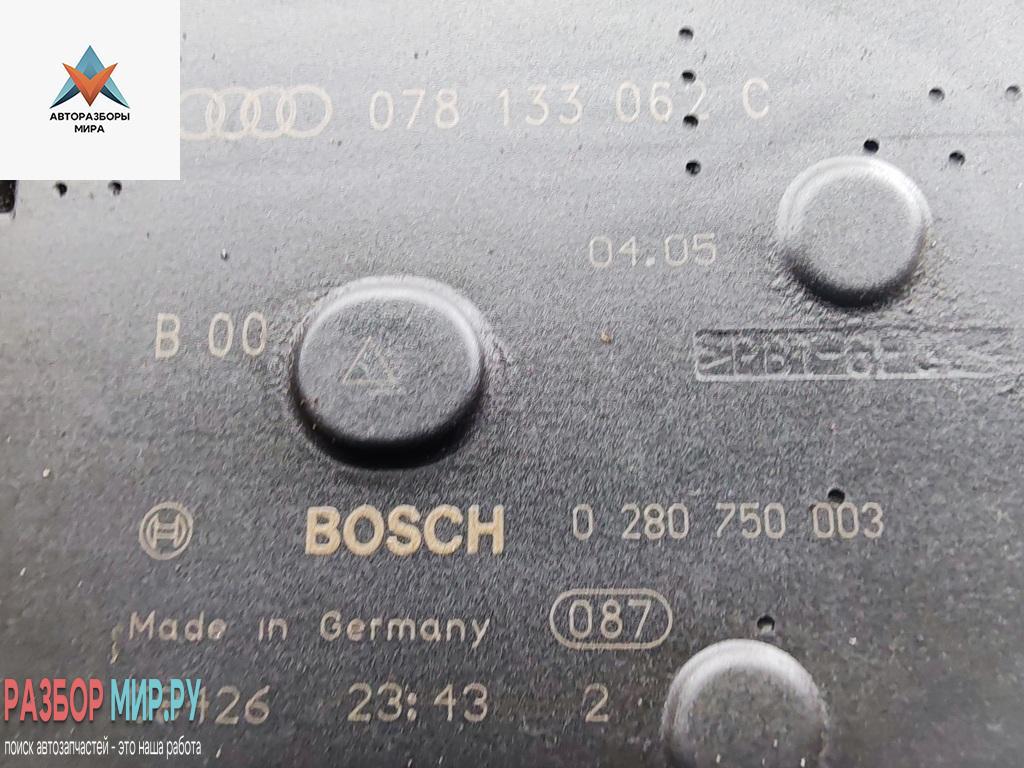 АВТОРАЗБОРЫ
МИРА
078 133 062 C
04.05
B 00
BOSCH 0 280 750 003
Made in Germany 087
426 23:43 2
РАЗБОР МИР.РУ
поиск автозапчастей - это наша работа